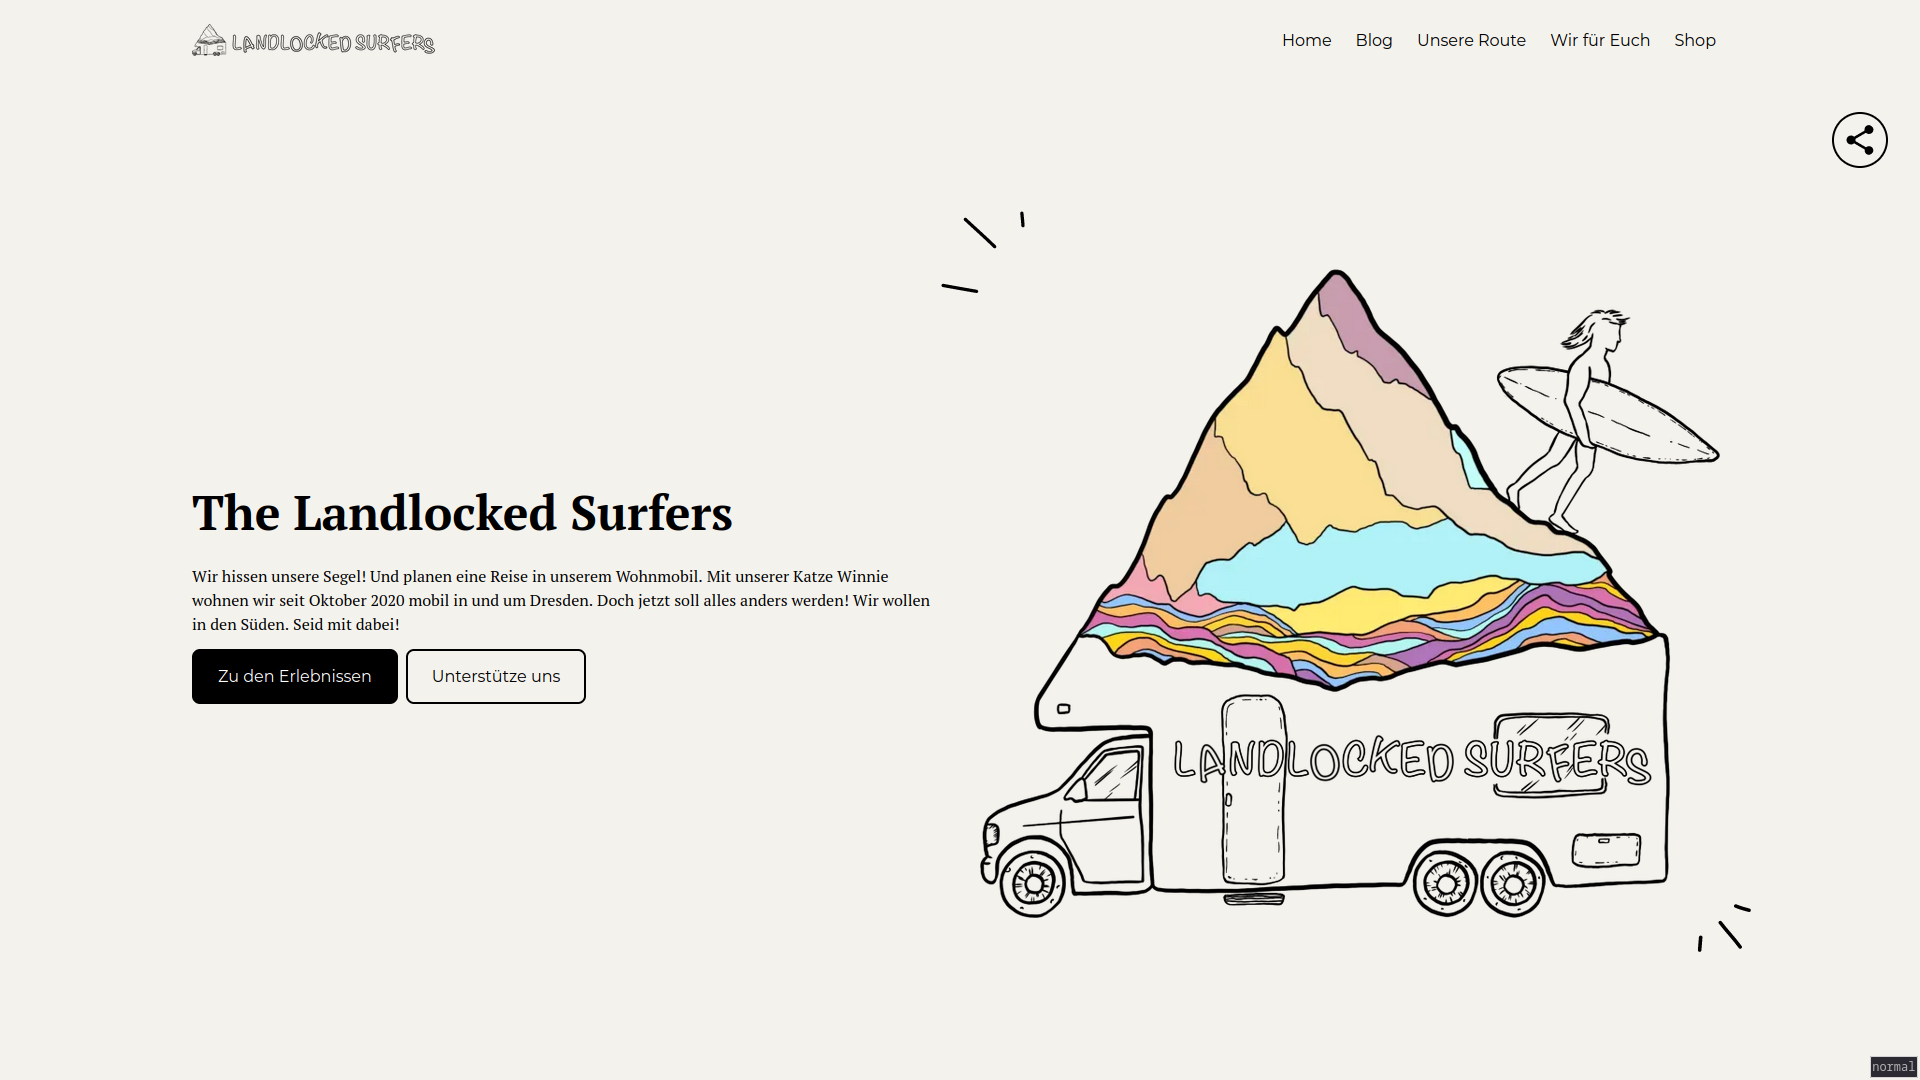 LANDLOCKED SURFERS
Home Blog Unsere Route Wir für Euch Shop
The Landlocked Surfers
Wir hissen unsere Segel! Und planen eine Reise in unserem Wohnmobil. Mit unserer Katze Winnie
wohnen wir seit Oktober 2020 mobil in und um Dresden. Doch jetzt soll alles anders werden! Wir wollen
in den Süden. Seid mit dabei!
Zu den Erlebnissen Unterstütze uns
LANDLOCKED SURFERS
normal